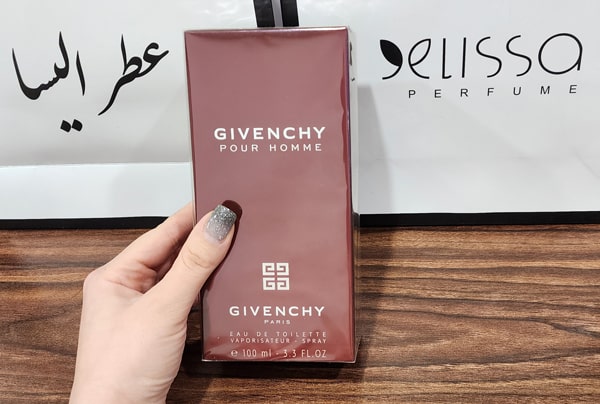 عطر اليسا
elissa
PERFUME
GIVENCHY
POUR HOMME
GIVENCHY
PARIS
EAU DE TOILETTE
VAPORISATEUR - SPRAY
e 100 ml - 3.3 FL.OZ